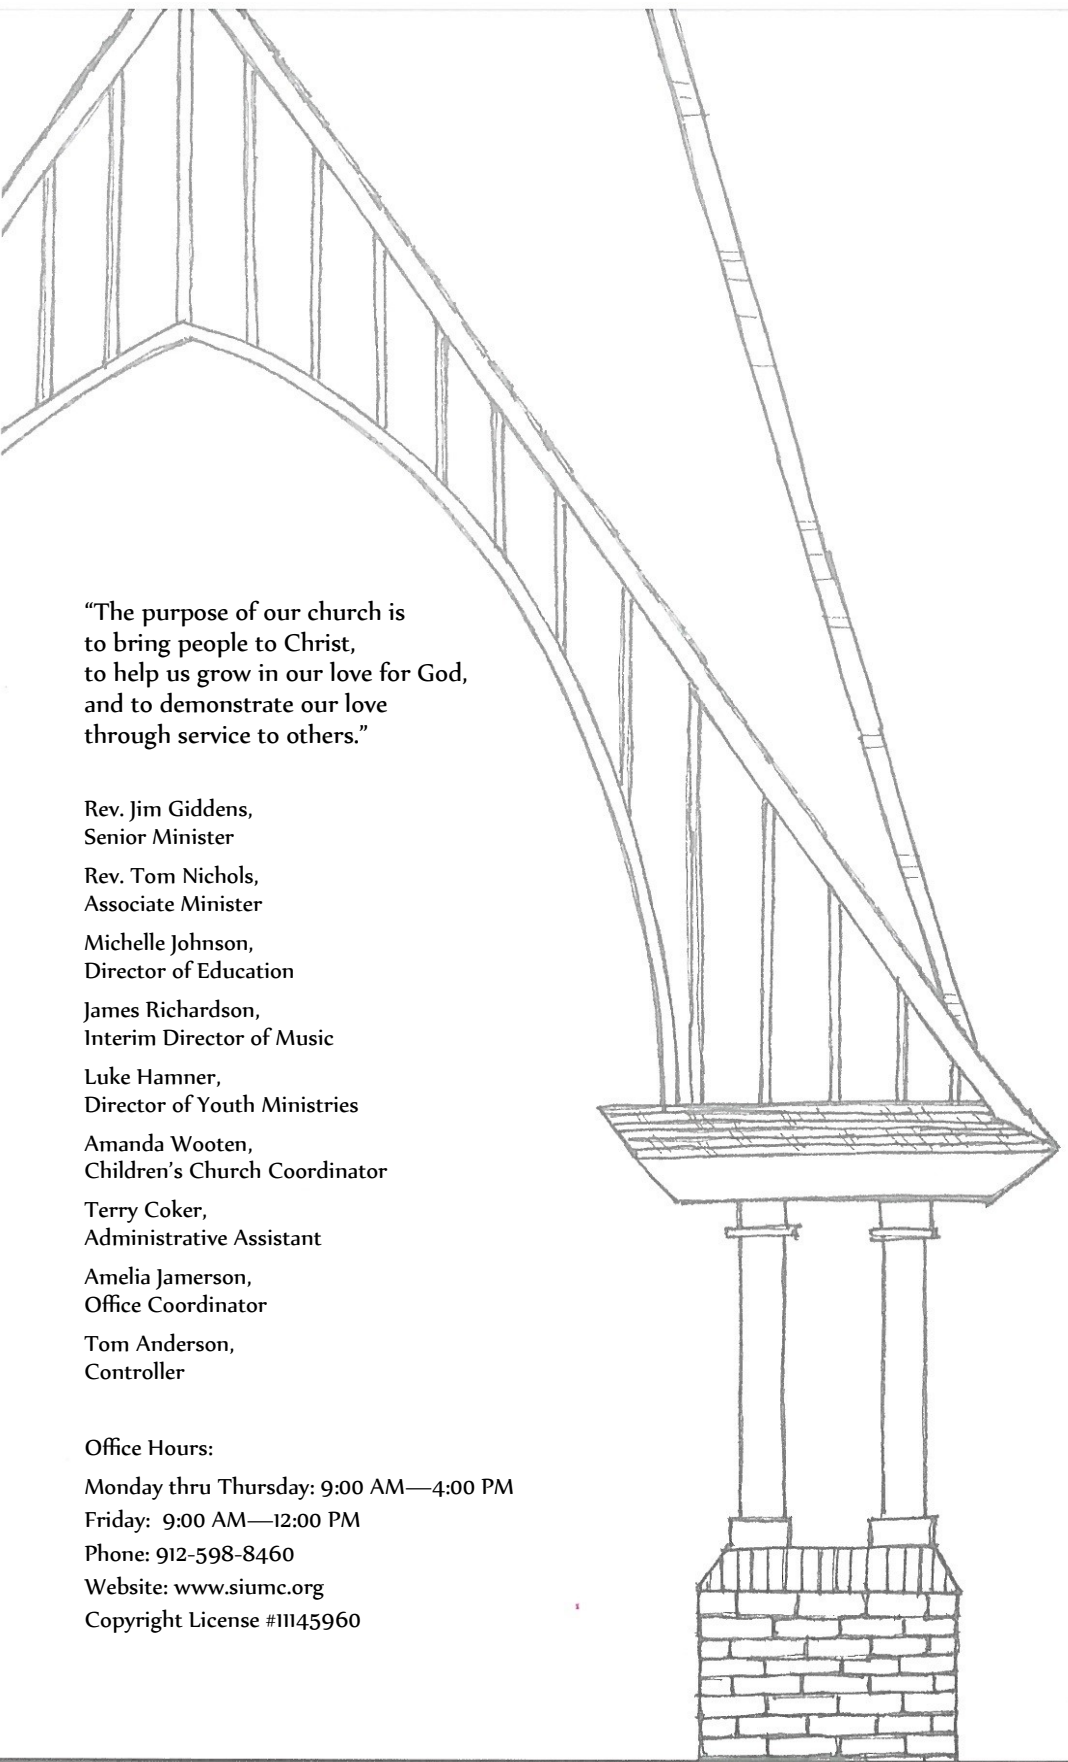 “The purpose of our church is
to bring people to Christ,
to help us grow in our love for God,
and to demonstrate our love
through service to others.”
Rev. Jim Giddens,
Senior Minister
Rev. Tom Nichols,
Associate Minister
Michelle Johnson,
Director of Education
James Richardson,
Interim Director of Music
Luke Hamner,
Director of Youth Ministries
Amanda Wooten,
Children’s Church Coordinator
Terry Coker,
Administrative Assistant
Amelia Jamerson,
Office Coordinator
Tom Anderson,
Controller
Office Hours:
Monday thru Thursday: 9:00 AM—4:00 PM
Friday:  9:00 AM—12:00 PM
Phone: 912-598-8460
Website: www.siumc.org
Copyright License #11145960